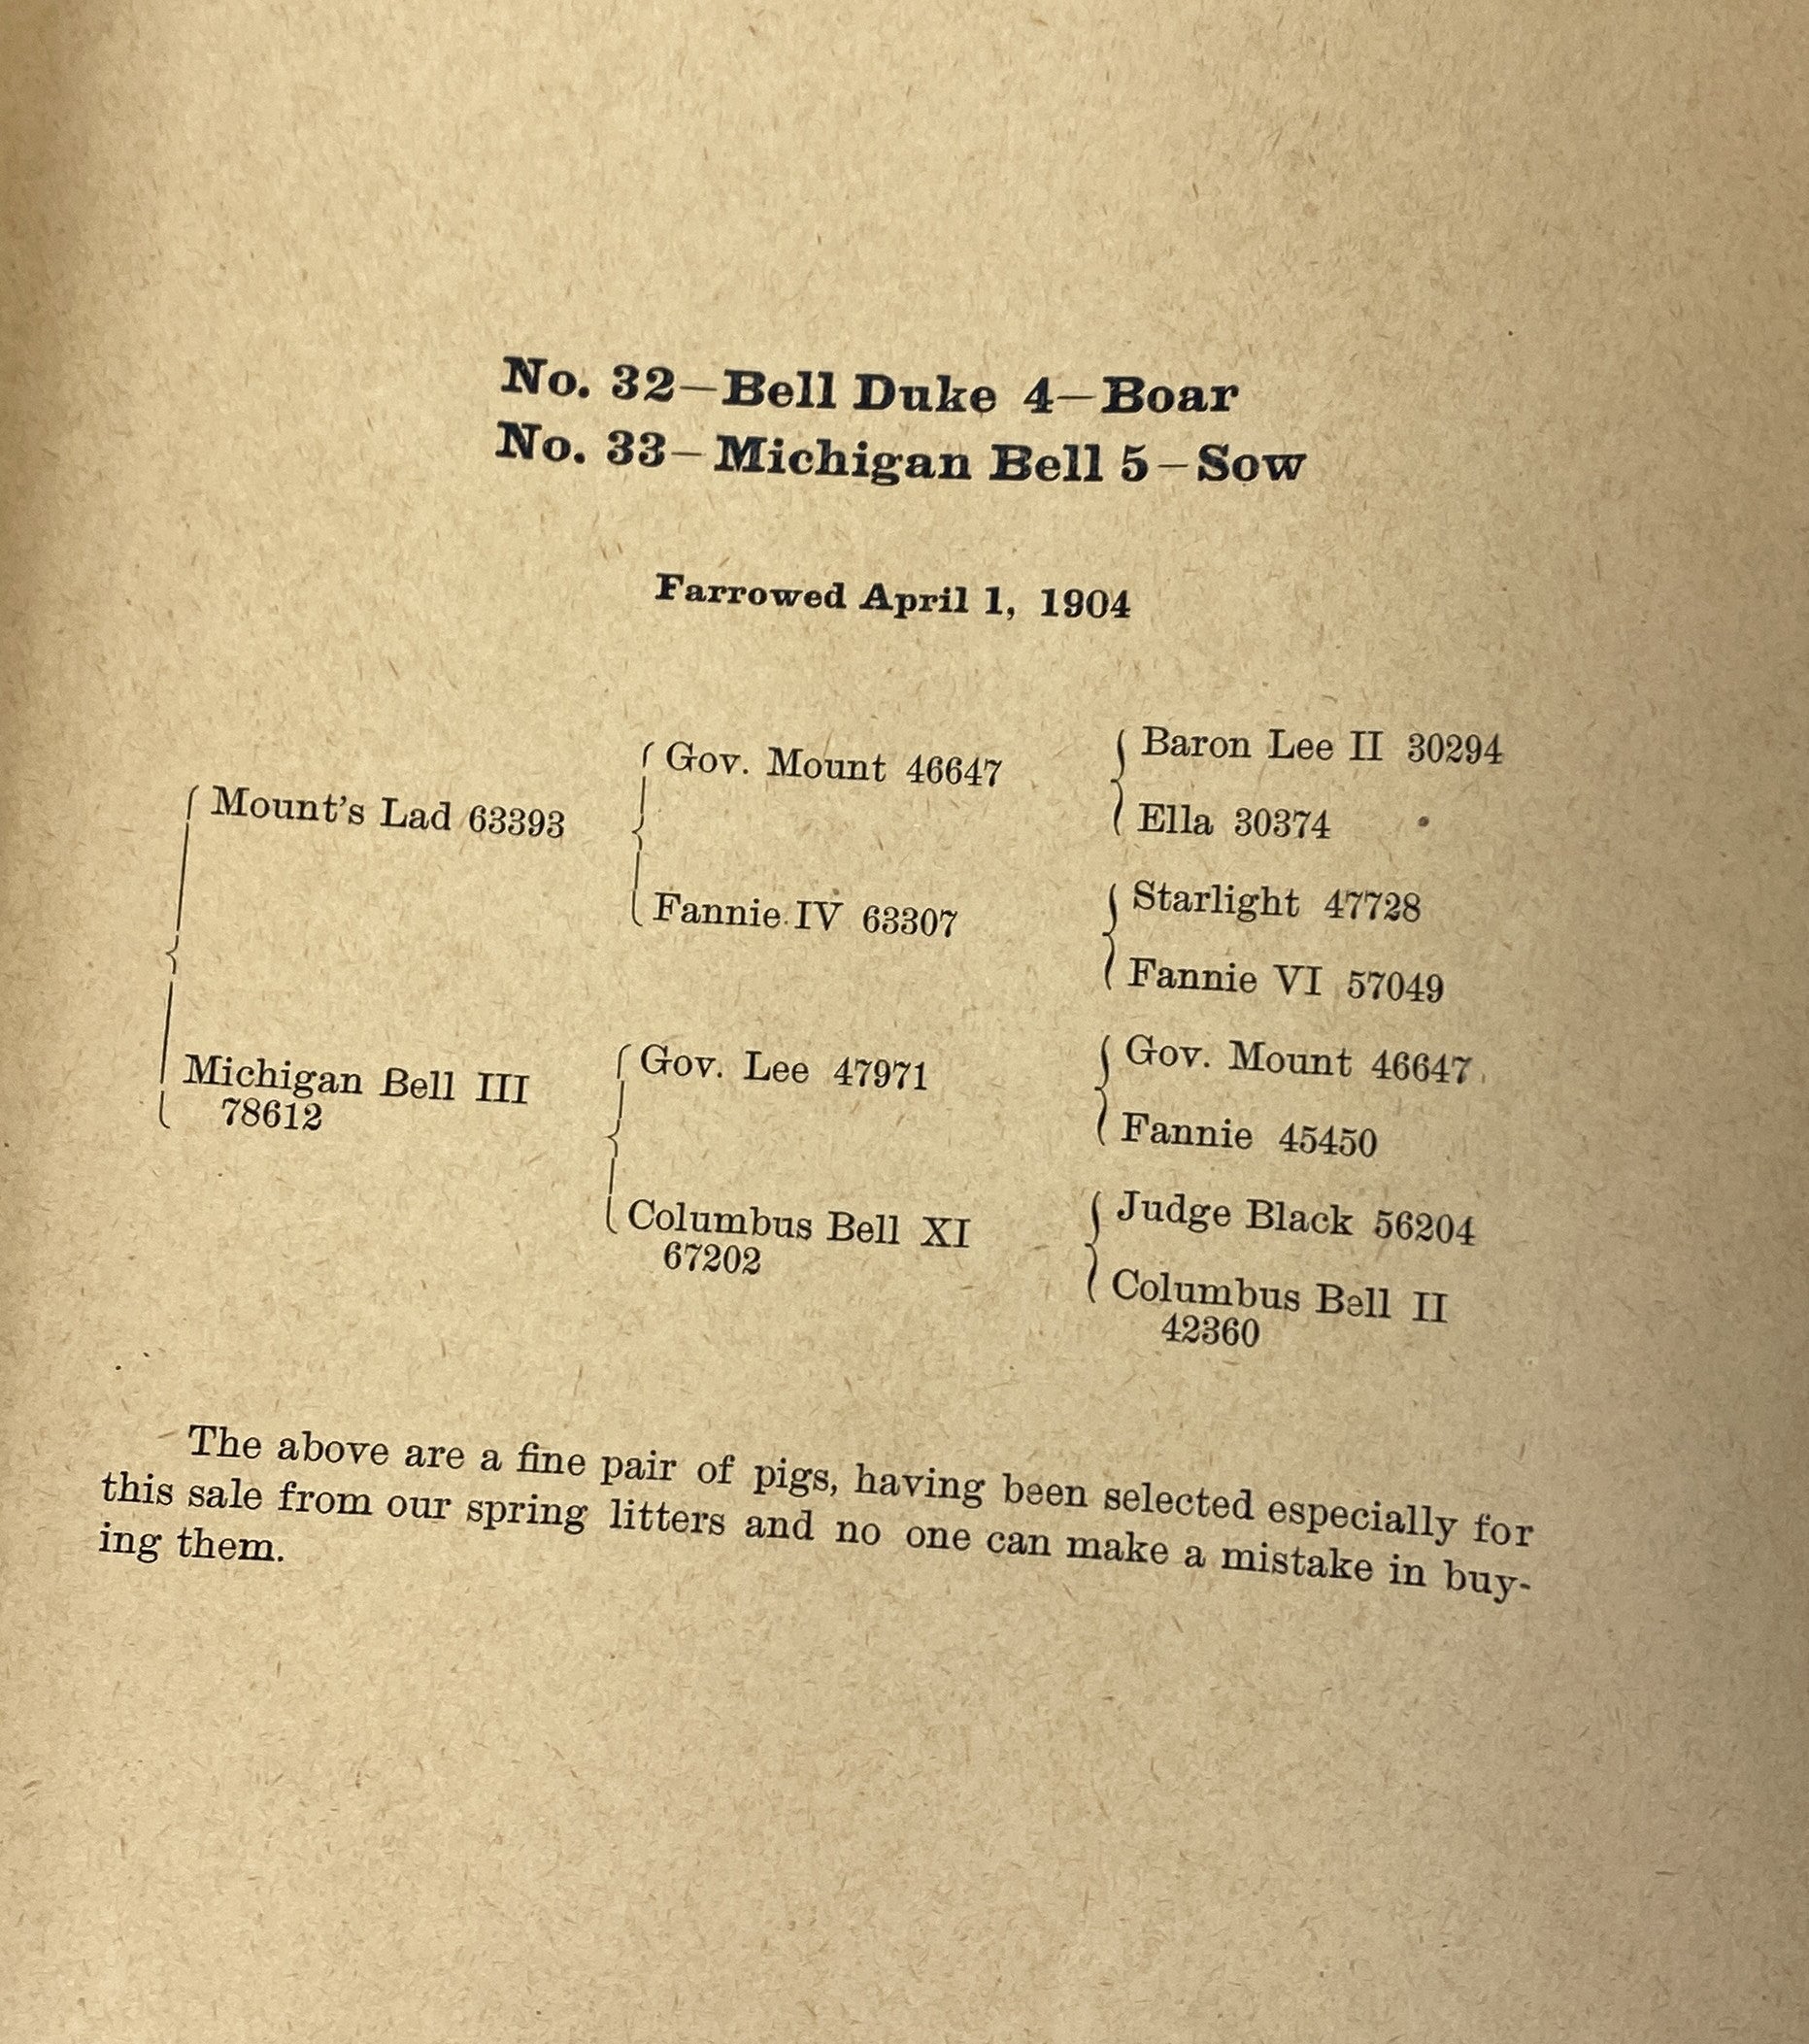 No. 32—Bell Duke 4—Boar
No. 33—Michigan Bell 5—Sow
Farrowed April 1, 1904
Mount's Lad 63393
Gov. Mount 46647
Baron Lee II 30294
Ella 30374
Fannie IV 63307
Starlight 47728
Fannie VI 57049
Michigan Bell III
78612
Gov. Lee 47971
Gov. Mount 46647
Fannie 45450
Columbus Bell XI
67202
Judge Black 56204
Columbus Bell II
42360
The above are a fine pair of pigs, having been selected especially for
this sale from our spring litters and no one can make a mistake in buy-
ing them.